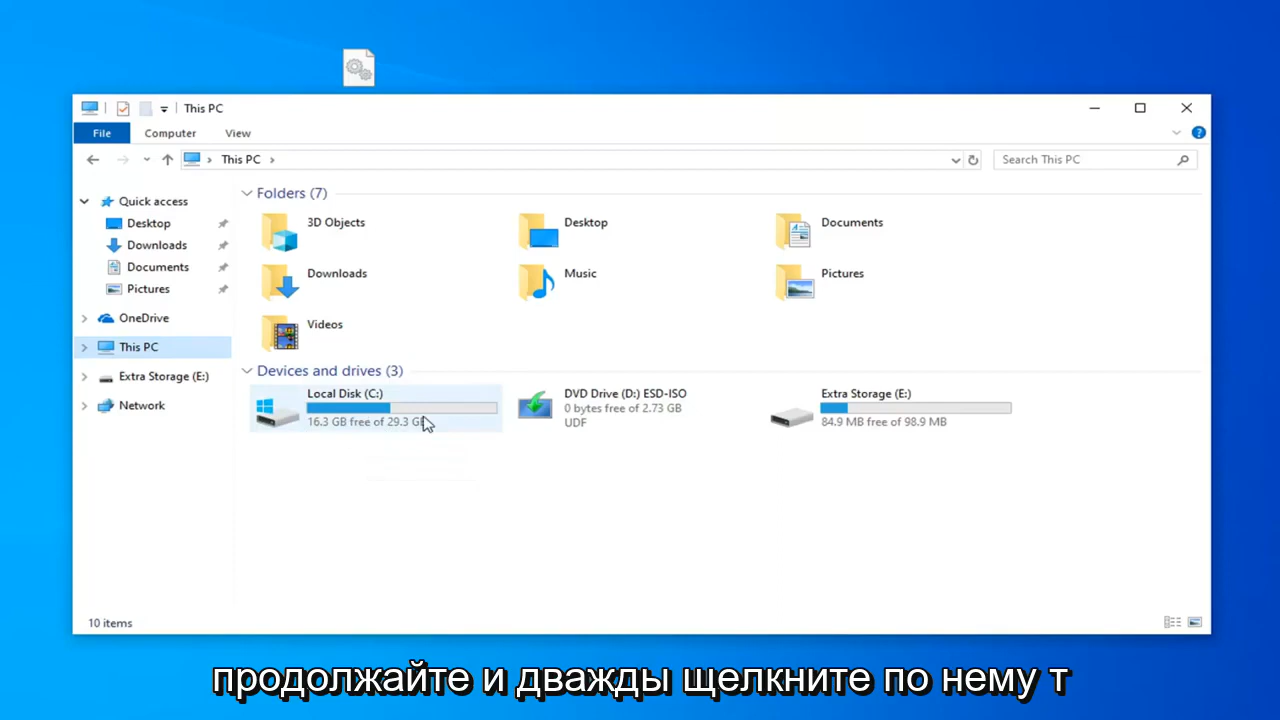 This PC
File Computer View
This PC
Search This PC
Quick access
Desktop
Downloads
Documents
Pictures
OneDrive
This PC
Extra Storage (E:)
Network
Folders (7)
3D Objects
Desktop
Documents
Downloads
Music
Pictures
Videos
Devices and drives (3)
Local Disk (C:)
16.3 GB free of 29.3 GB
DVD Drive (D:) ESD-ISO
0 bytes free of 2.73 GB
UDF
Extra Storage (E:)
84.9 MB free of 98.9 MB
10 items
продолжайте и дважды щелкните по нему т